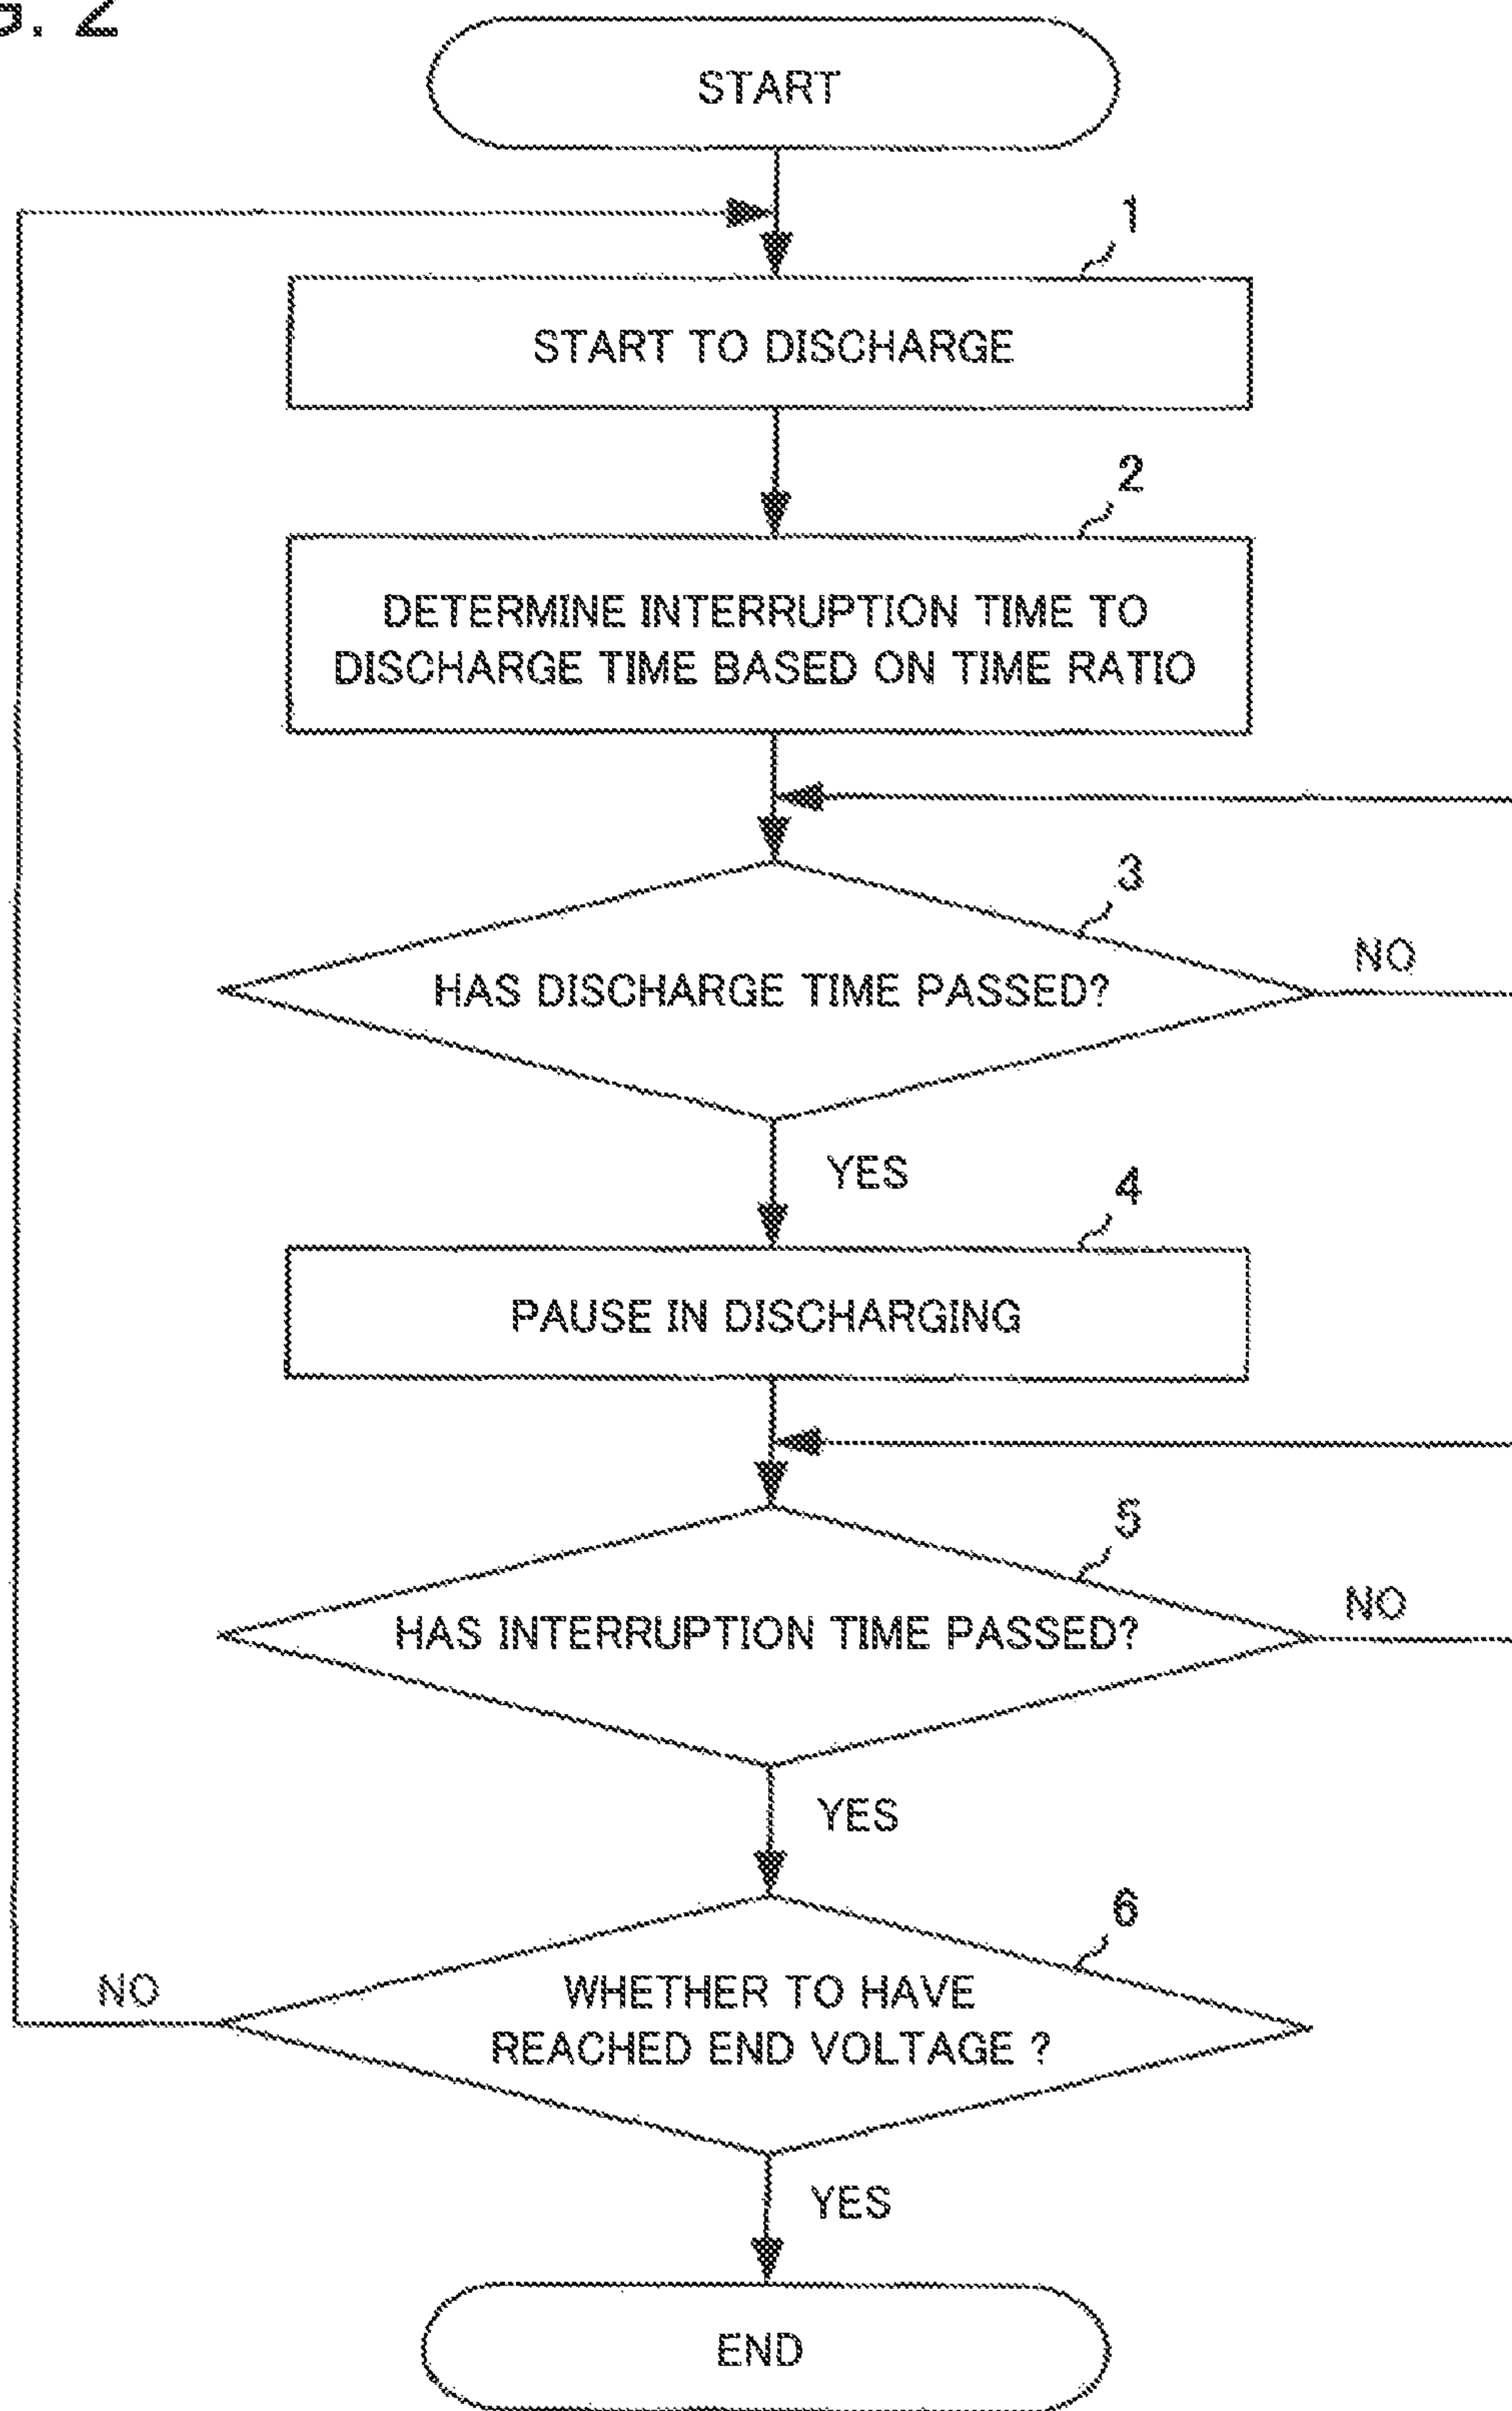 G. 2
START
1
START TO DISCHARGE
2
DETERMINE INTERRUPTION TIME TO
DISCHARGE TIME BASED ON TIME RATIO
3
HAS DISCHARGE TIME PASSED?
NO
YES
4
PAUSE IN DISCHARGING
5
HAS INTERRUPTION TIME PASSED?
NO
YES
6
WHETHER TO HAVE
REACHED END VOLTAGE ?
NO
YES
END